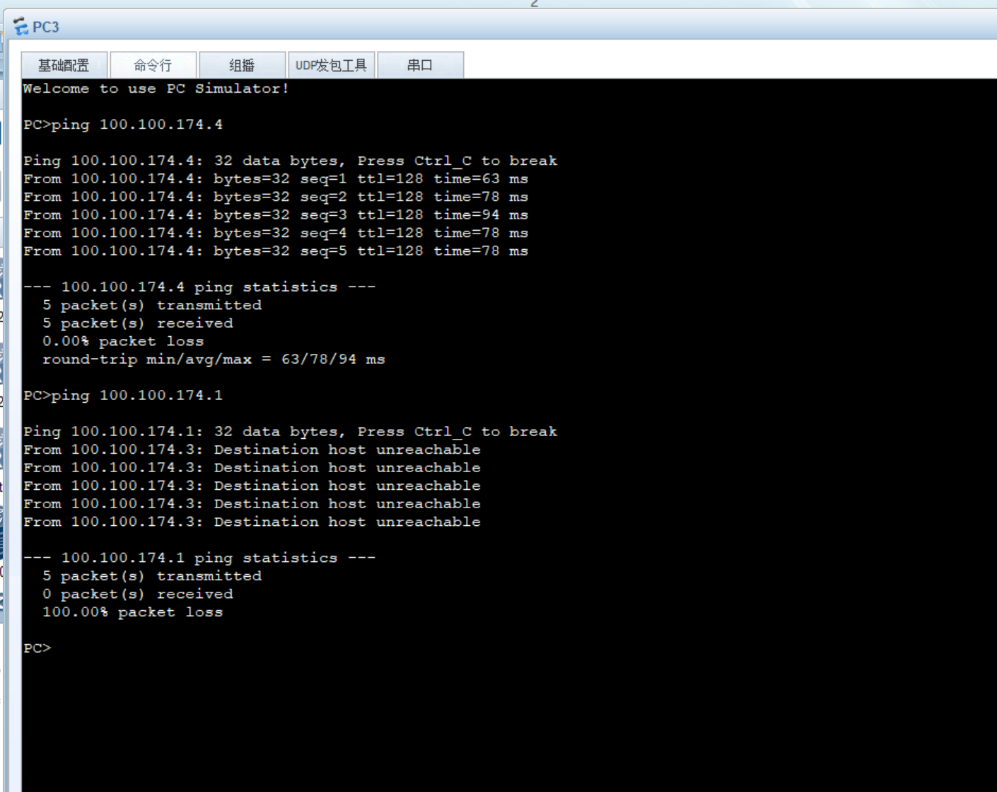 2
PC3
基础配置 命令行 组播 UDP发包工具 串口
Welcome to use PC Simulator!
PC>ping 100.100.174.4
Ping 100.100.174.4: 32 data bytes, Press Ctrl_C to break
From 100.100.174.4: bytes=32 seq=1 ttl=128 time=63 ms
From 100.100.174.4: bytes=32 seq=2 ttl=128 time=78 ms
From 100.100.174.4: bytes=32 seq=3 ttl=128 time=94 ms
From 100.100.174.4: bytes=32 seq=4 ttl=128 time=78 ms
From 100.100.174.4: bytes=32 seq=5 ttl=128 time=78 ms
--- 100.100.174.4 ping statistics ---
5 packet(s) transmitted
5 packet(s) received
0.00% packet loss
round-trip min/avg/max = 63/78/94 ms
PC>ping 100.100.174.1
Ping 100.100.174.1: 32 data bytes, Press Ctrl_C to break
From 100.100.174.3: Destination host unreachable
From 100.100.174.3: Destination host unreachable
From 100.100.174.3: Destination host unreachable
From 100.100.174.3: Destination host unreachable
From 100.100.174.3: Destination host unreachable
--- 100.100.174.1 ping statistics ---
5 packet(s) transmitted
0 packet(s) received
100.00% packet loss
PC>